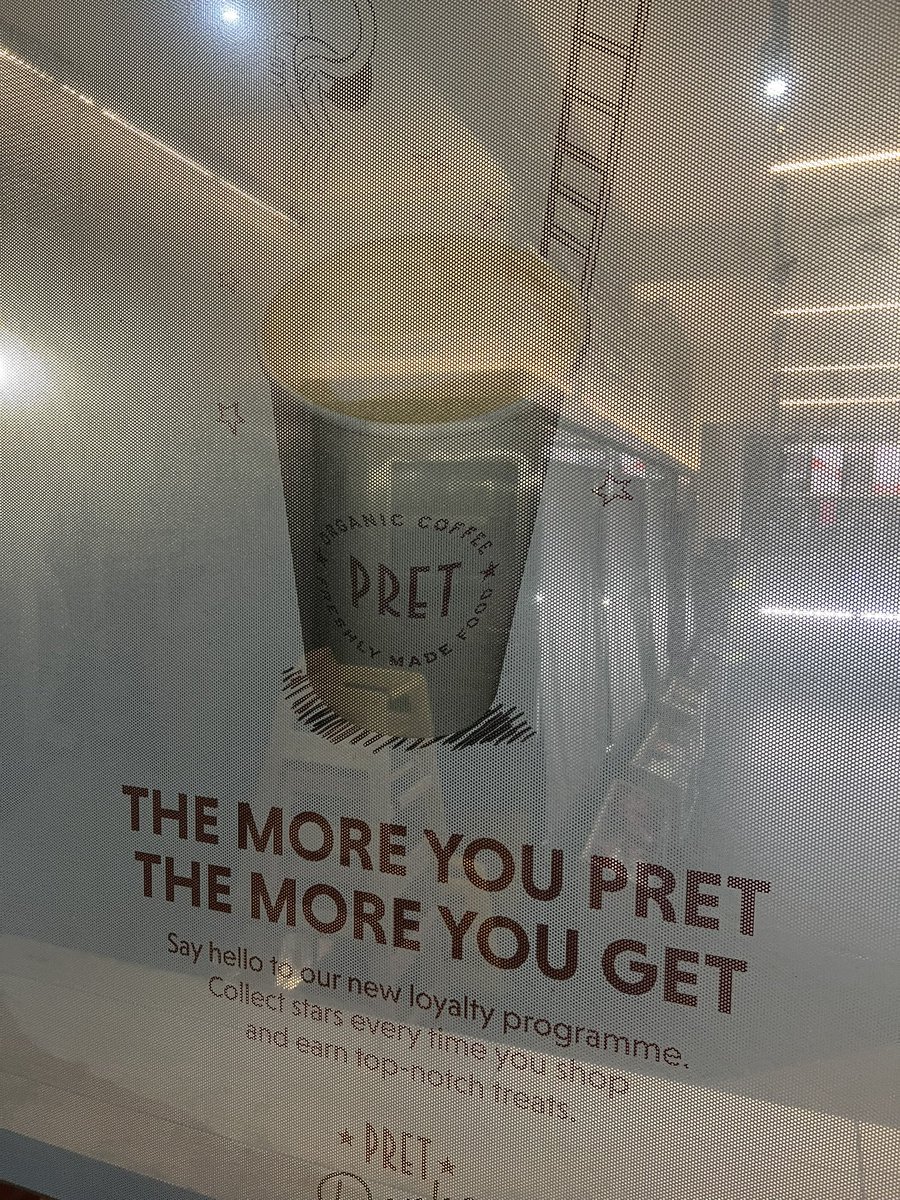 ORGANIC COFFEE
PRET
FRESHLY MADE FOOD
THE MORE YOU PRET
THE MORE YOU GET
Say hello to our new loyalty programme.
Collect stars every time you shop
and earn top-notch treats.
PRET